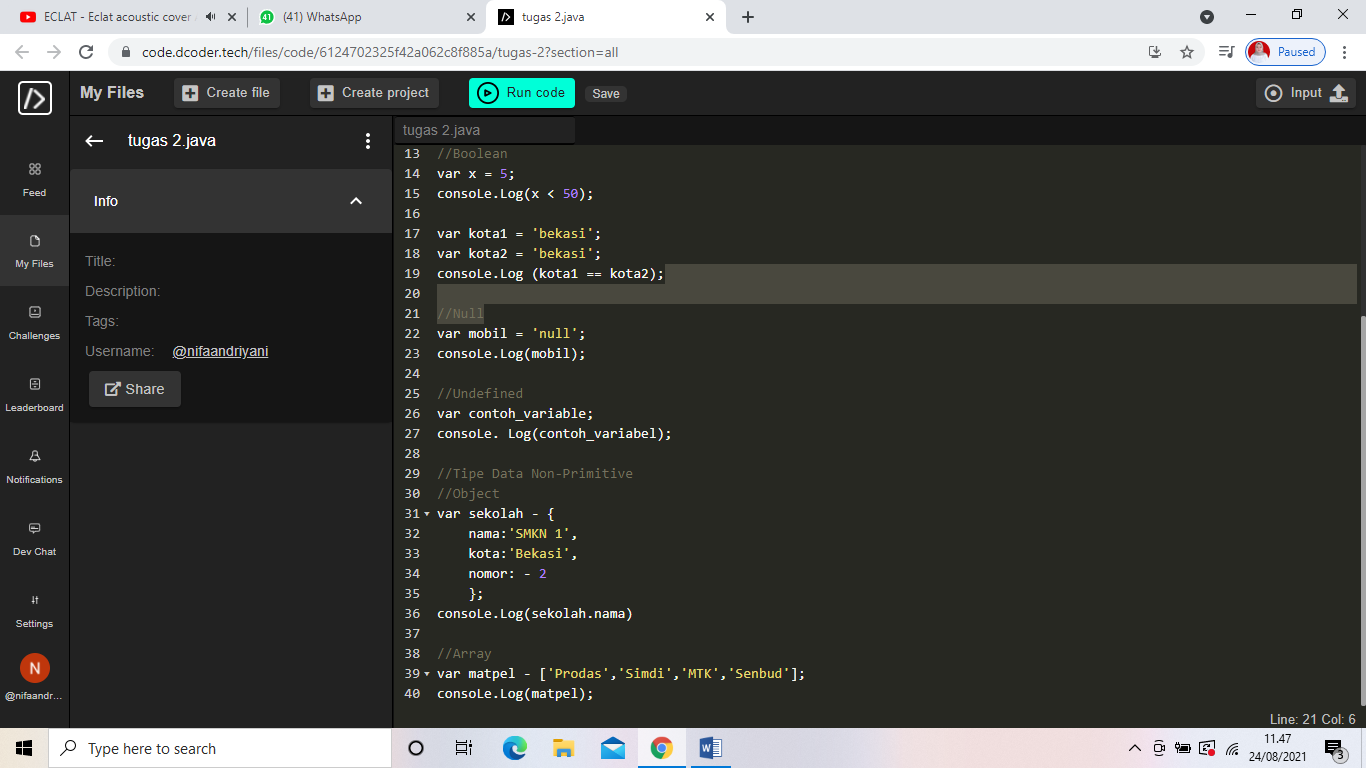 ECLAT - Eclat acoustic cover
(41) WhatsApp
tugas 2.java
code.dcoder.tech/files/code/6124702325f42a062c8f885a/tugas-2?section=all
Paused
My Files
Create file
Create project
Run code
Save
Input
Feed
My Files
Challenges
Leaderboard
Notifications
Dev Chat
Settings
N
@nifaandr...
tugas 2.java
Info
Title:
Description:
Tags:
Username: @nifaandriyani
Share
tugas 2.java
13 //Boolean
14 var x = 5;
15 consoLe.Log(x < 50);
16
17 var kota1 = 'bekasi';
18 var kota2 = 'bekasi';
19 consoLe.Log (kota1 == kota2);
20
21 //Null
22 var mobil = 'null';
23 consoLe.Log(mobil);
24
25 //Undefined
26 var contoh_variable;
27 consoLe. Log(contoh_variabel);
28
29 //Tipe Data Non-Primitive
30 //Object
31 var sekolah - {
32 nama:'SMKN 1',
33 kota:'Bekasi',
34 nomor: - 2
35 };
36 consoLe.Log(sekolah.nama)
37
38 //Array
39 var matpel - ['Prodas','Simdi','MTK','Senbud'];
40 consoLe.Log(matpel);
Line: 21 Col: 6
Type here to search
11.47
24/08/2021
3